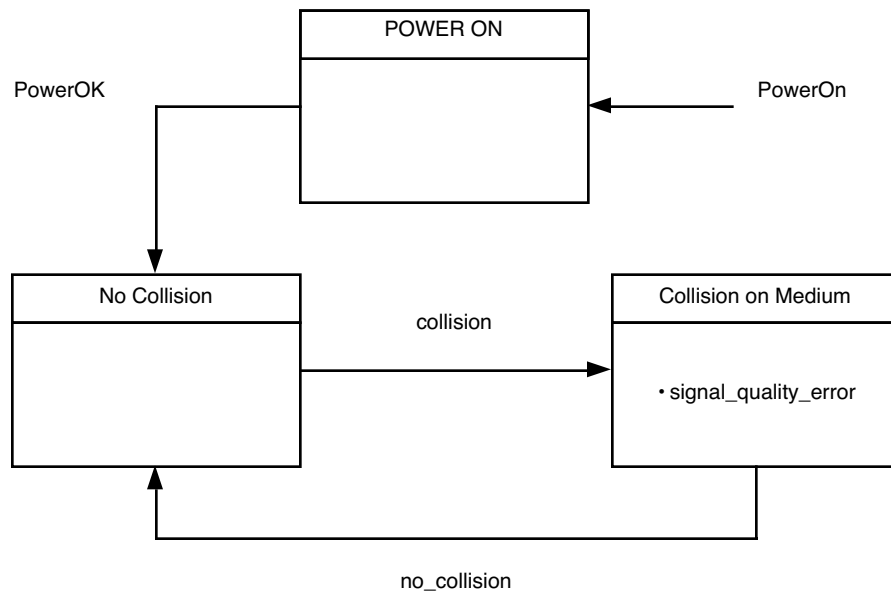 POWER ON
PowerOK
PowerOn
No Collision
Collision on Medium
collision
• signal_quality_error
no_collision